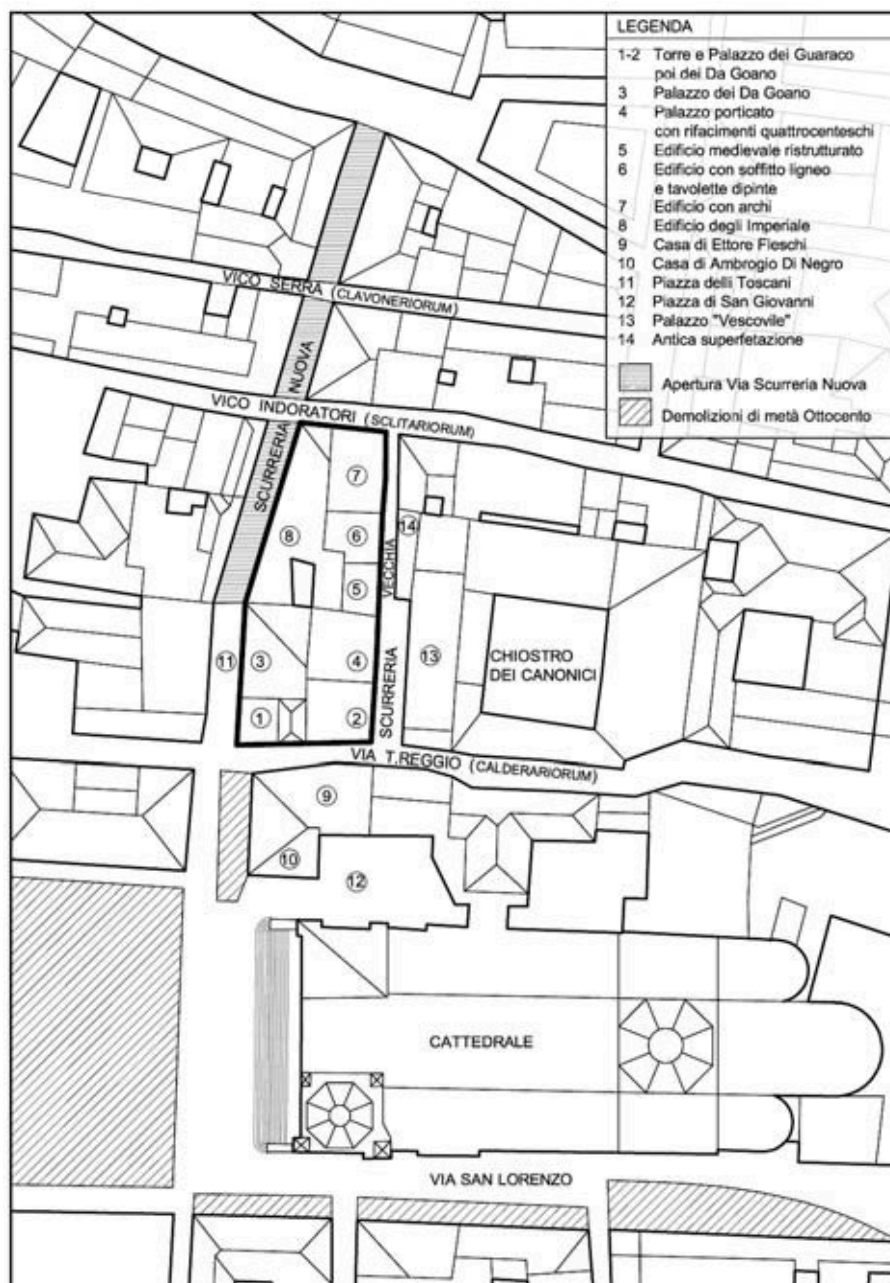 LEGENDA
1-2 Torre e Palazzo dei Guaraco
poi dei Da Goano
3 Palazzo dei Da Goano
4 Palazzo porticato
con rifacimenti quattrocenteschi
5 Edificio medievale ristrutturato
6 Edificio con soffitto ligneo
e tavolette dipinte
7 Edificio con archi
8 Edificio degli Imperiale
9 Casa di Ettore Fieschi
10 Casa di Ambrogio Di Negro
11 Piazza delli Toscani
12 Piazza di San Giovanni
13 Palazzo "Vescovile"
14 Antica superfetazione
Apertura Via Scurreria Nuova
Demolizioni di metà Ottocento
VICO SERRA (CLAVONERIORUM)
SCURRERIA NUOVA
VICO INDORATORI (SCLITARIORUM)
7
8
6
14
5
VECCHIA
SCURRERIA
11
3
4
13
CHIOSTRO
DEI CANONICI
1
2
VIA T.REGGIO (CALDERARIORUM)
9
10
12
CATTEDRALE
VIA SAN LORENZO